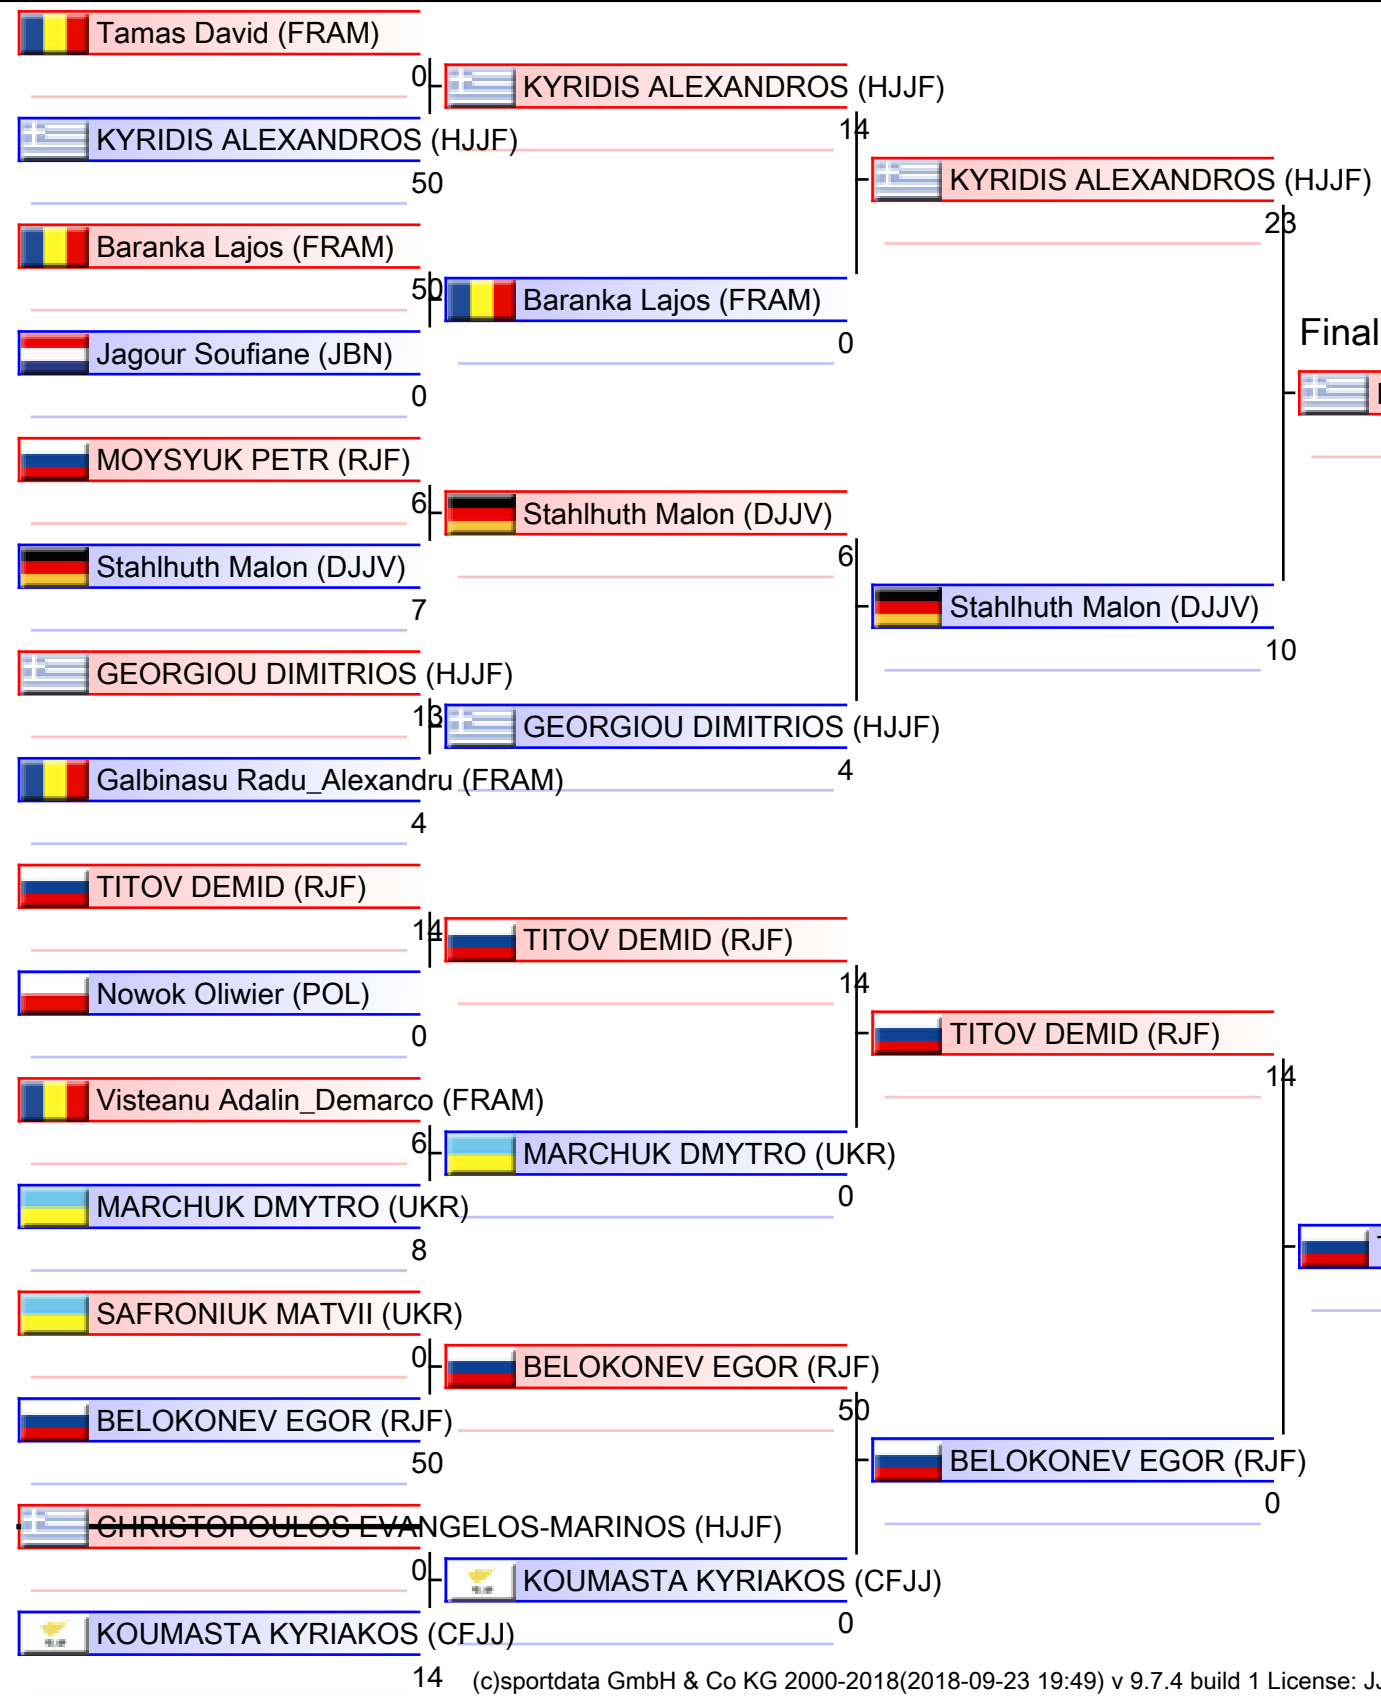 Tamas David (FRAM)
0
KYRIDIS ALEXANDROS (HJJF)
50
Baranka Lajos (FRAM)
50
Jagour Soufiane (JBN)
0
MOYSYUK PETR (RJF)
6
Stahlhuth Malon (DJJV)
7
GEORGIOU DIMITRIOS (HJJF)
13
Galbinasu Radu_Alexandru (FRAM)
4
TITOV DEMID (RJF)
14
Nowok Oliwier (POL)
0
Visteanu Adalin_Demarco (FRAM)
6
MARCHUK DMYTRO (UKR)
8
SAFRONIUK MATVII (UKR)
0
BELOKONEV EGOR (RJF)
50
CHRISTOPOULOS EVANGELOS-MARINOS (HJJF)
0
KOUMASTA KYRIAKOS (CFJJ)
14
KYRIDIS ALEXANDROS (HJJF)
14
Baranka Lajos (FRAM)
0
Stahlhuth Malon (DJJV)
6
GEORGIOU DIMITRIOS (HJJF)
4
TITOV DEMID (RJF)
14
MARCHUK DMYTRO (UKR)
0
BELOKONEV EGOR (RJF)
50
KOUMASTA KYRIAKOS (CFJJ)
0
KYRIDIS ALEXANDROS (HJJF)
23
Stahlhuth Malon (DJJV)
10
TITOV DEMID (RJF)
14
BELOKONEV EGOR (RJF)
0
Final
(c)sportdata GmbH & Co KG 2000-2018(2018-09-23 19:49) v 9.7.4 build 1 License: